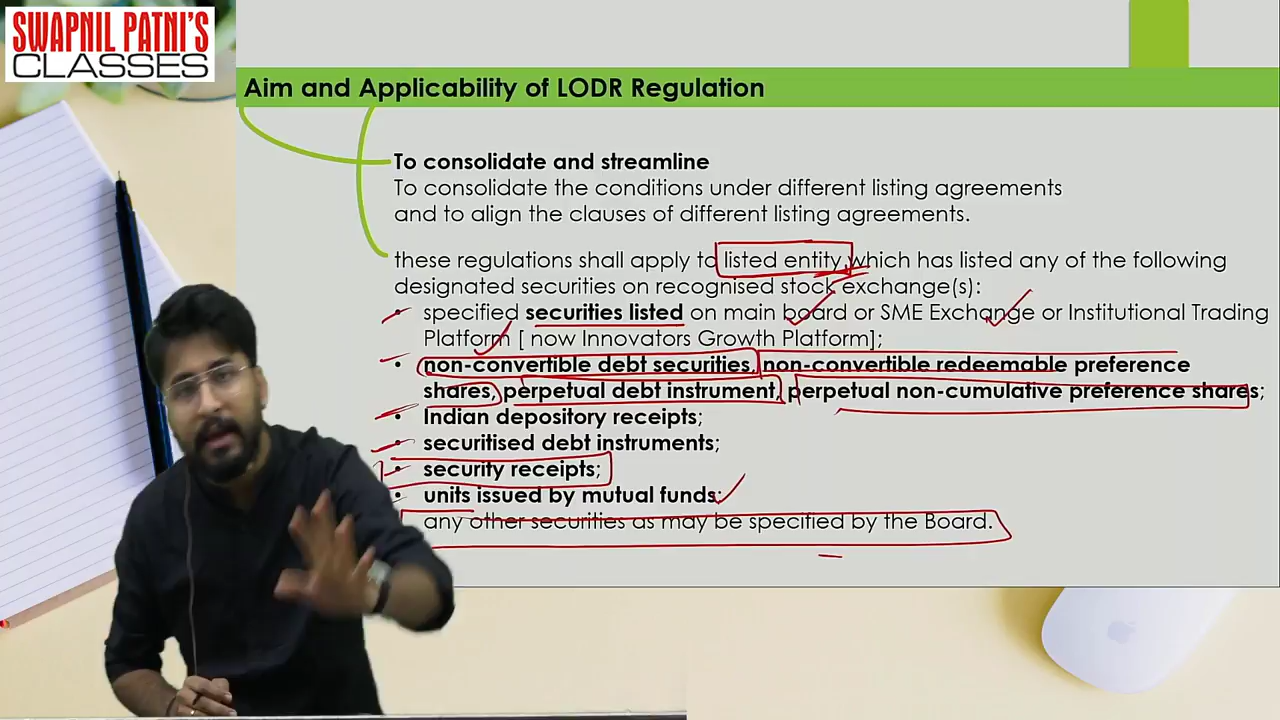 SWAPNIL PATNI'S
CLASSES
Aim and Applicability of LODR Regulation
To consolidate and streamline
To consolidate the conditions under different listing agreements
and to align the clauses of different listing agreements.
these regulations shall apply to listed entity which has listed any of the following
designated securities on recognised stock exchange(s):
• specified securities listed on main board or SME Exchange or Institutional Trading
Platform [ now Innovators Growth Platform];
• non-convertible debt securities, non-convertible redeemable preference
shares, perpetual debt instrument, perpetual non-cumulative preference shares;
• Indian depository receipts;
• securitised debt instruments;
• security receipts;
• units issued by mutual funds;
any other securities as may be specified by the Board.